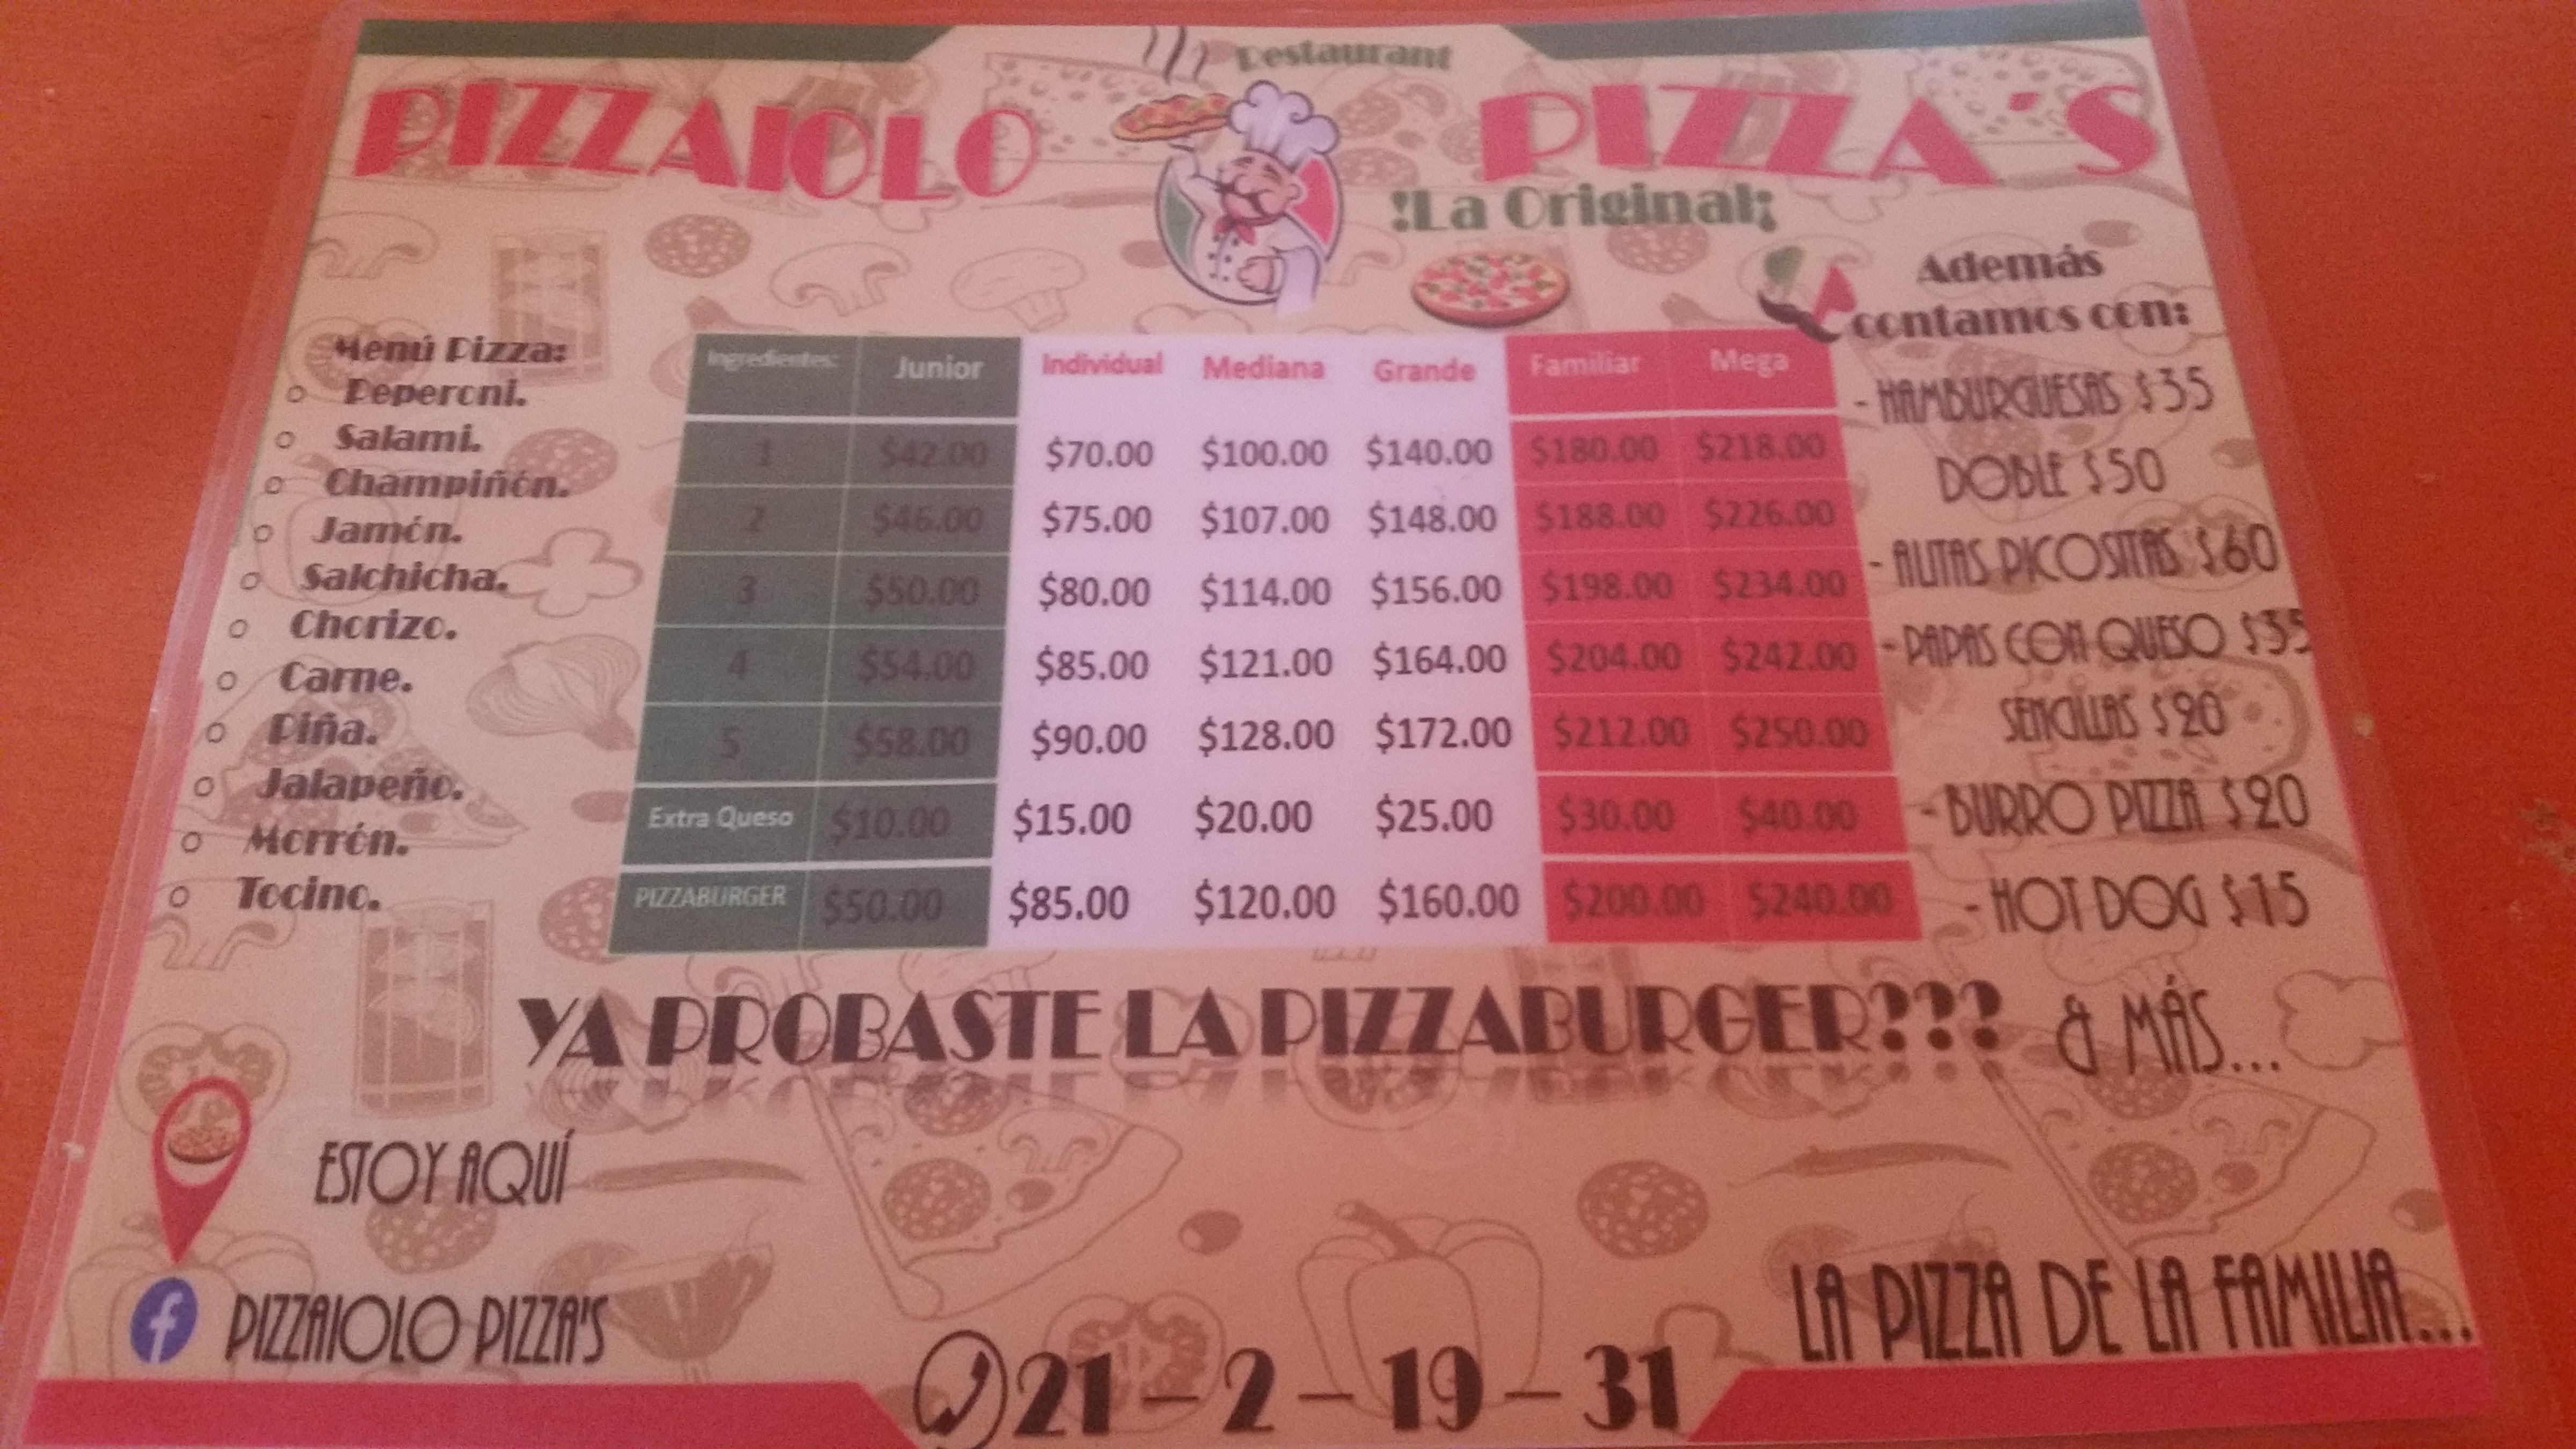 Restaurant
PIZZAIOLO PIZZA'S
!La Original¡
Menú Pizza:
○ Peperoni.
○ Salami.
○ Champiñón.
○ Jamón.
○ Salchicha.
○ Chorizo.
○ Carne.
○ Piña.
○ Jalapeño.
○ Morrón.
○ Tocino.
Ingredientes: Junior Individual Mediana Grande Familiar Mega
1 $42.00 $70.00 $100.00 $140.00 $180.00 $218.00
2 $46.00 $75.00 $107.00 $148.00 $188.00 $226.00
3 $50.00 $80.00 $114.00 $156.00 $198.00 $234.00
4 $54.00 $85.00 $121.00 $164.00 $204.00 $242.00
5 $58.00 $90.00 $128.00 $172.00 $212.00 $250.00
Extra Queso $10.00 $15.00 $20.00 $25.00 $30.00 $40.00
PIZZABURGER $50.00 $85.00 $120.00 $160.00 $200.00 $240.00
Además
contamos con:
- HAMBURGUESAS $35
DOBLE $50
- ALITAS PICOSITAS $60
- PAPAS CON QUESO $35
SENCILLAS $20
- BURRO PIZZA $20
- HOT DOG $15
& MÁS...
YA PROBASTE LA PIZZABURGER???
ESTOY AQUÍ
PIZZAIOLO PIZZA'S
21 – 2 – 19 – 31
LA PIZZA DE LA FAMILIA...